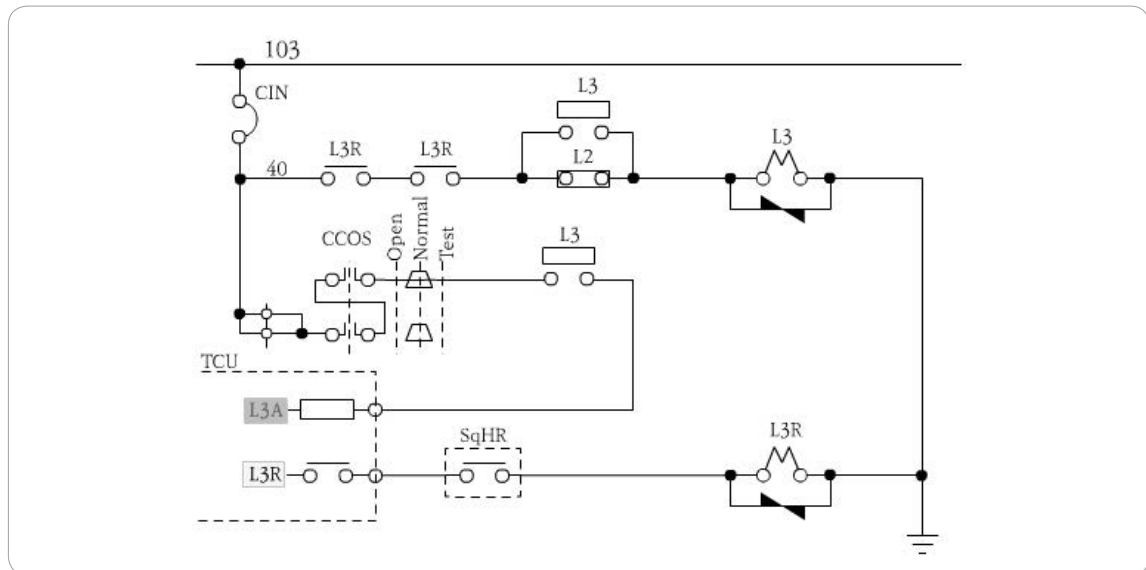 103
CIN
L3
L3R L3R L2 L3
40
CCOS Open Normal Test L3
TCU
L3A
SqHR L3R
L3R